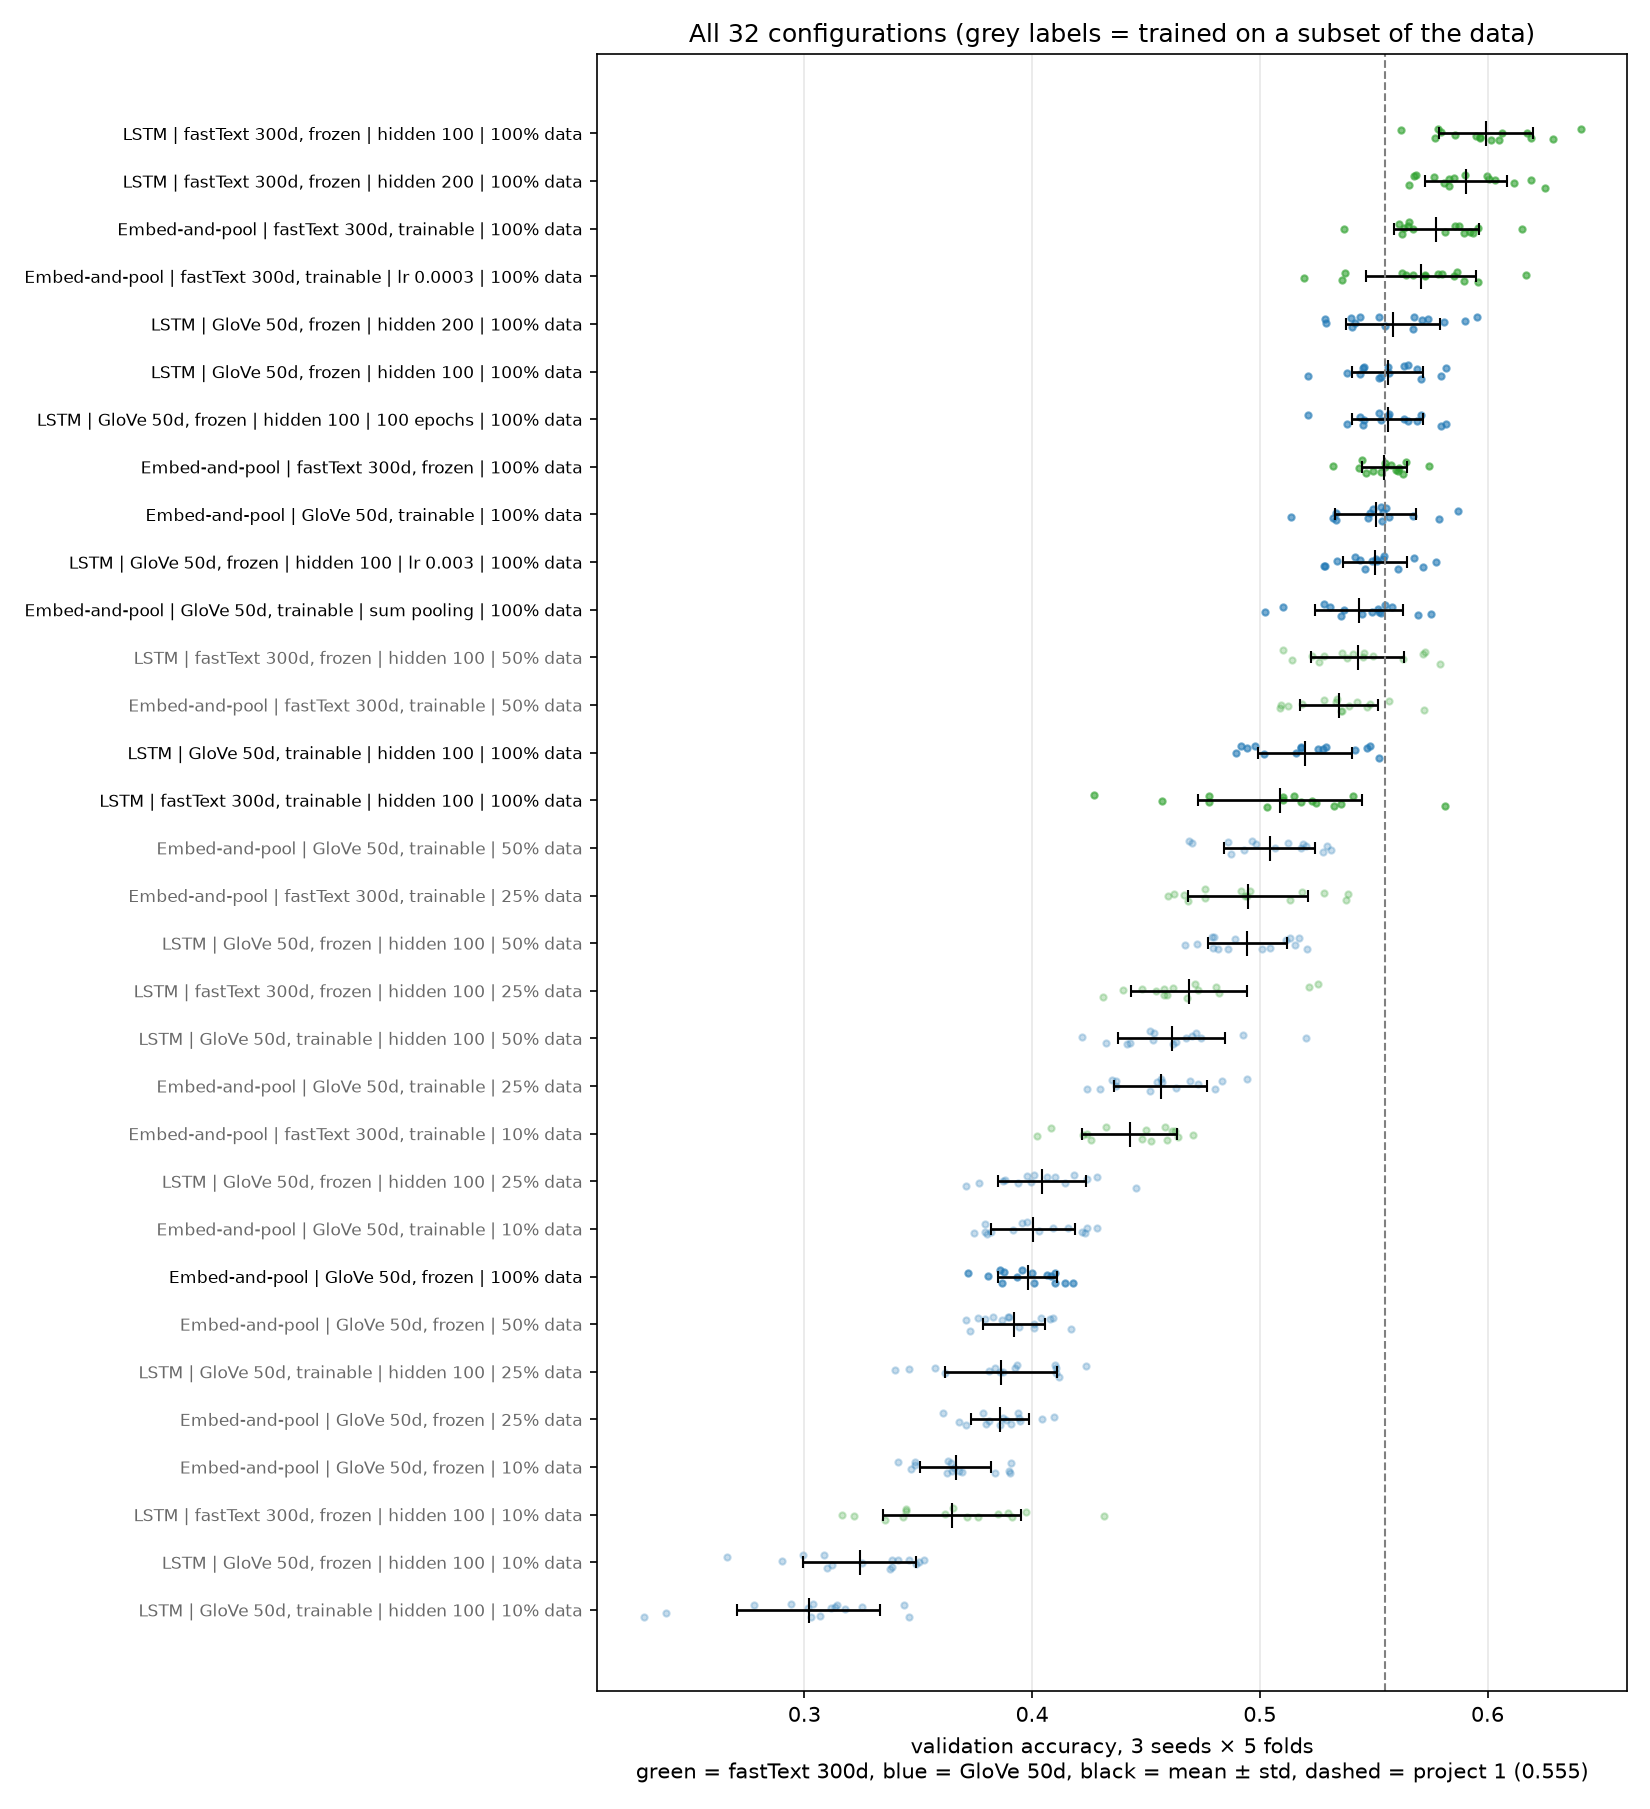 All 32 configurations (grey labels = trained on a subset of the data)
LSTM | fastText 300d, frozen | hidden 100 | 100% data
LSTM | fastText 300d, frozen | hidden 200 | 100% data
Embed-and-pool | fastText 300d, trainable | 100% data
Embed-and-pool | fastText 300d, trainable | lr 0.0003 | 100% data
LSTM | GloVe 50d, frozen | hidden 200 | 100% data
LSTM | GloVe 50d, frozen | hidden 100 | 100% data
LSTM | GloVe 50d, frozen | hidden 100 | 100 epochs | 100% data
Embed-and-pool | fastText 300d, frozen | 100% data
Embed-and-pool | GloVe 50d, trainable | 100% data
LSTM | GloVe 50d, frozen | hidden 100 | lr 0.003 | 100% data
Embed-and-pool | GloVe 50d, trainable | sum pooling | 100% data
LSTM | fastText 300d, frozen | hidden 100 | 50% data
Embed-and-pool | fastText 300d, trainable | 50% data
LSTM | GloVe 50d, trainable | hidden 100 | 100% data
LSTM | fastText 300d, trainable | hidden 100 | 100% data
Embed-and-pool | GloVe 50d, trainable | 50% data
Embed-and-pool | fastText 300d, trainable | 25% data
LSTM | GloVe 50d, frozen | hidden 100 | 50% data
LSTM | fastText 300d, frozen | hidden 100 | 25% data
LSTM | GloVe 50d, trainable | hidden 100 | 50% data
Embed-and-pool | GloVe 50d, trainable | 25% data
Embed-and-pool | fastText 300d, trainable | 10% data
LSTM | GloVe 50d, frozen | hidden 100 | 25% data
Embed-and-pool | GloVe 50d, trainable | 10% data
Embed-and-pool | GloVe 50d, frozen | 100% data
Embed-and-pool | GloVe 50d, frozen | 50% data
LSTM | GloVe 50d, trainable | hidden 100 | 25% data
Embed-and-pool | GloVe 50d, frozen | 25% data
Embed-and-pool | GloVe 50d, frozen | 10% data
LSTM | fastText 300d, frozen | hidden 100 | 10% data
LSTM | GloVe 50d, frozen | hidden 100 | 10% data
LSTM | GloVe 50d, trainable | hidden 100 | 10% data
0.3 0.4 0.5 0.6
validation accuracy, 3 seeds × 5 folds
green = fastText 300d, blue = GloVe 50d, black = mean ± std, dashed = project 1 (0.555)